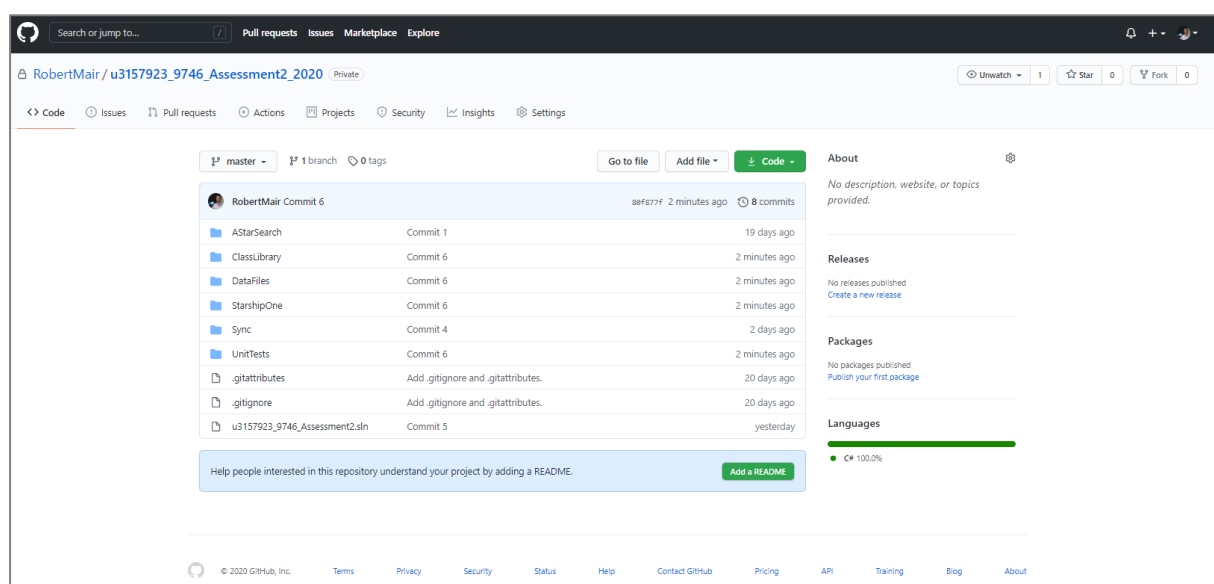 Search or jump to... / Pull requests Issues Marketplace Explore
RobertMair / u3157923_9746_Assessment2_2020 Private Unwatch 1 Star 0 Fork 0
Code Issues Pull requests Actions Projects Security Insights Settings
master 1 branch 0 tags Go to file Add file Code
RobertMair Commit 6 80f877f 2 minutes ago 8 commits
AStarSearch Commit 1 19 days ago
ClassLibrary Commit 6 2 minutes ago
DataFiles Commit 6 2 minutes ago
StarshipOne Commit 6 2 minutes ago
Sync Commit 4 2 days ago
UnitTests Commit 6 2 minutes ago
.gitattributes Add .gitignore and .gitattributes. 20 days ago
.gitignore Add .gitignore and .gitattributes. 20 days ago
u3157923_9746_Assessment2.sln Commit 5 yesterday
Help people interested in this repository understand your project by adding a README. Add a README
About
No description, website, or topics
provided.
Releases
No releases published
Create a new release
Packages
No packages published
Publish your first package
Languages
C# 100.0%
© 2020 GitHub, Inc. Terms Privacy Security Status Help Contact GitHub Pricing API Training Blog About